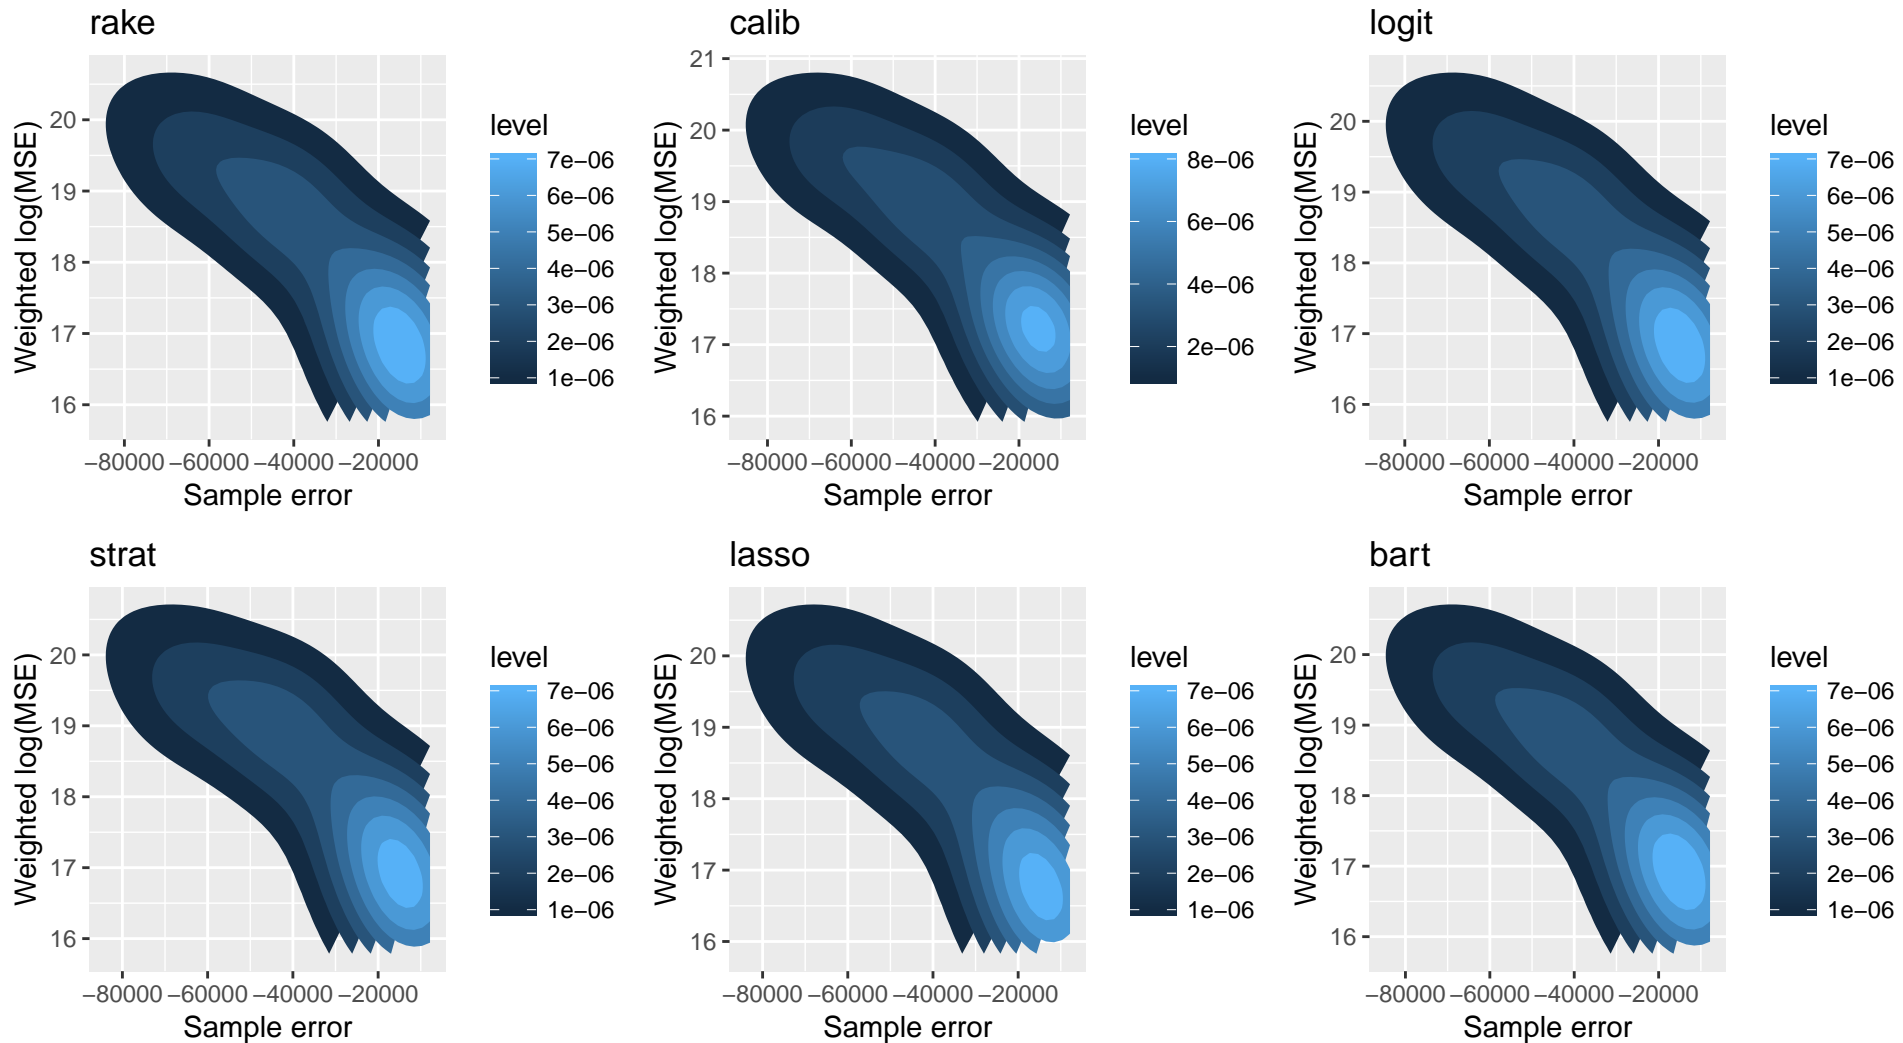 rake
Weighted log(MSE)
20
19
18
17
16
−80000 −60000 −40000 −20000
Sample error
level
7e−06
6e−06
5e−06
4e−06
3e−06
2e−06
1e−06
calib
Weighted log(MSE)
21
20
19
18
17
16
−80000 −60000 −40000 −20000
Sample error
level
8e−06
6e−06
4e−06
2e−06
logit
Weighted log(MSE)
20
19
18
17
16
−80000 −60000 −40000 −20000
Sample error
level
7e−06
6e−06
5e−06
4e−06
3e−06
2e−06
1e−06
strat
Weighted log(MSE)
20
19
18
17
16
−80000 −60000 −40000 −20000
Sample error
level
7e−06
6e−06
5e−06
4e−06
3e−06
2e−06
1e−06
lasso
Weighted log(MSE)
20
19
18
17
16
−80000 −60000 −40000 −20000
Sample error
level
7e−06
6e−06
5e−06
4e−06
3e−06
2e−06
1e−06
bart
Weighted log(MSE)
20
19
18
17
16
−80000 −60000 −40000 −20000
Sample error
level
7e−06
6e−06
5e−06
4e−06
3e−06
2e−06
1e−06